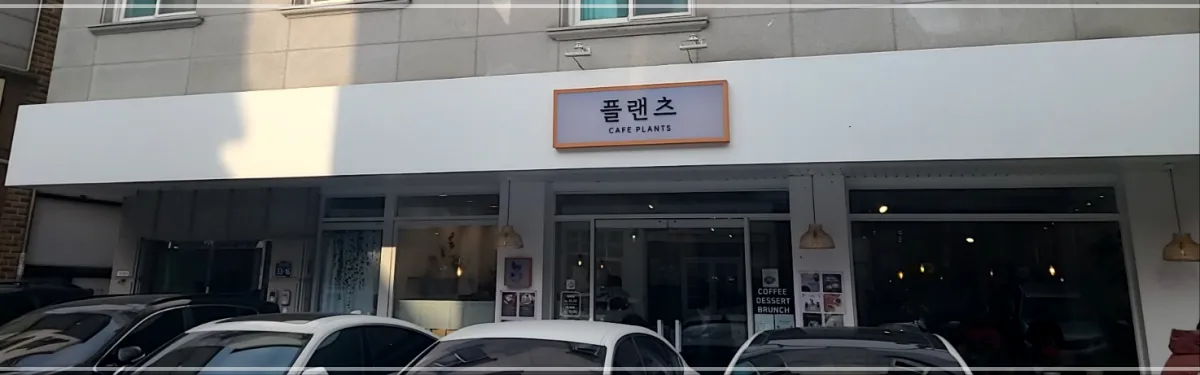 플랜츠
CAFE PLANTS
COFFEE
DESSERT
BRUNCH